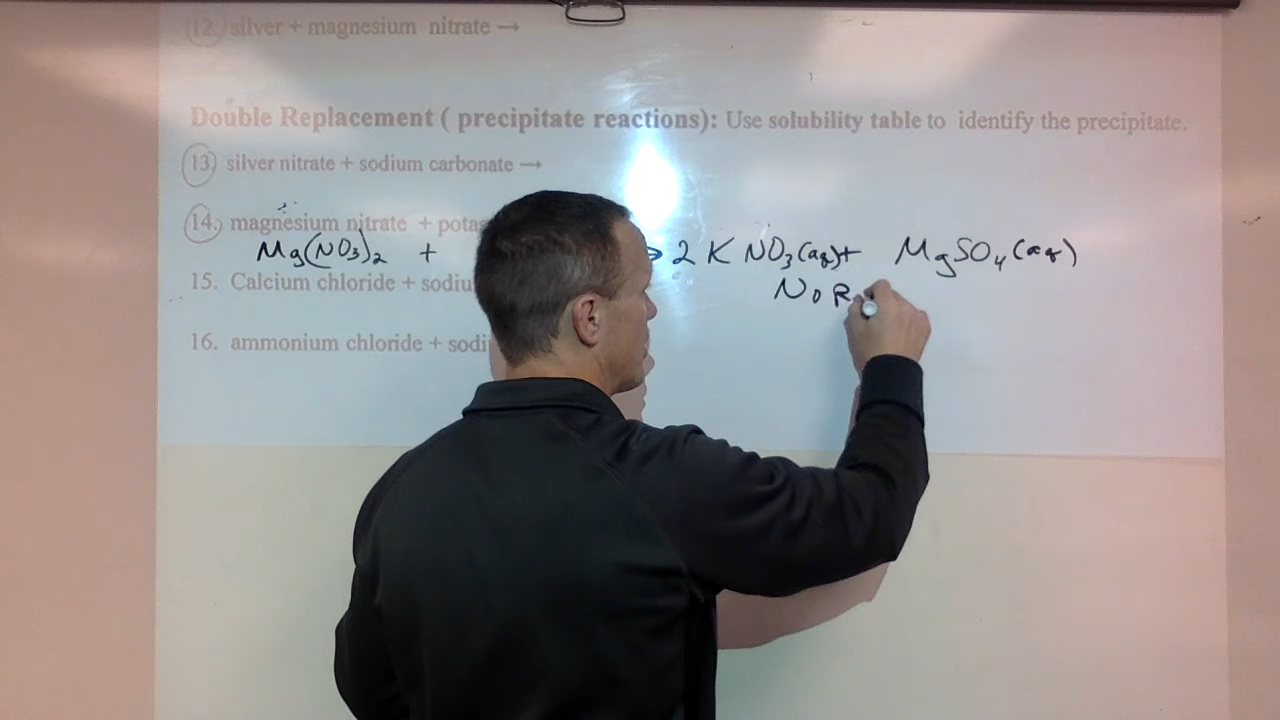 12. silver + magnesium nitrate →
Double Replacement ( precipitate reactions): Use solubility table to identify the precipitate.
13. silver nitrate + sodium carbonate →
14. magnesium nitrate + potas
Mg(NO3)2 + → 2 K NO3(aq) + MgSO4(aq)
No R
15. Calcium chloride + sodiu
16. ammonium chloride + sodi